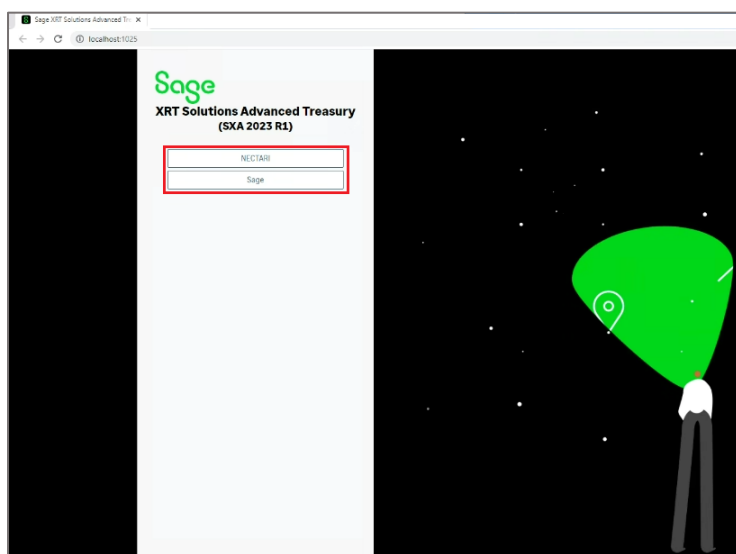 Sage XRT Solutions Advanced Tre
localhost:1025
Sage
XRT Solutions Advanced Treasury
(SXA 2023 R1)
NECTARI
Sage